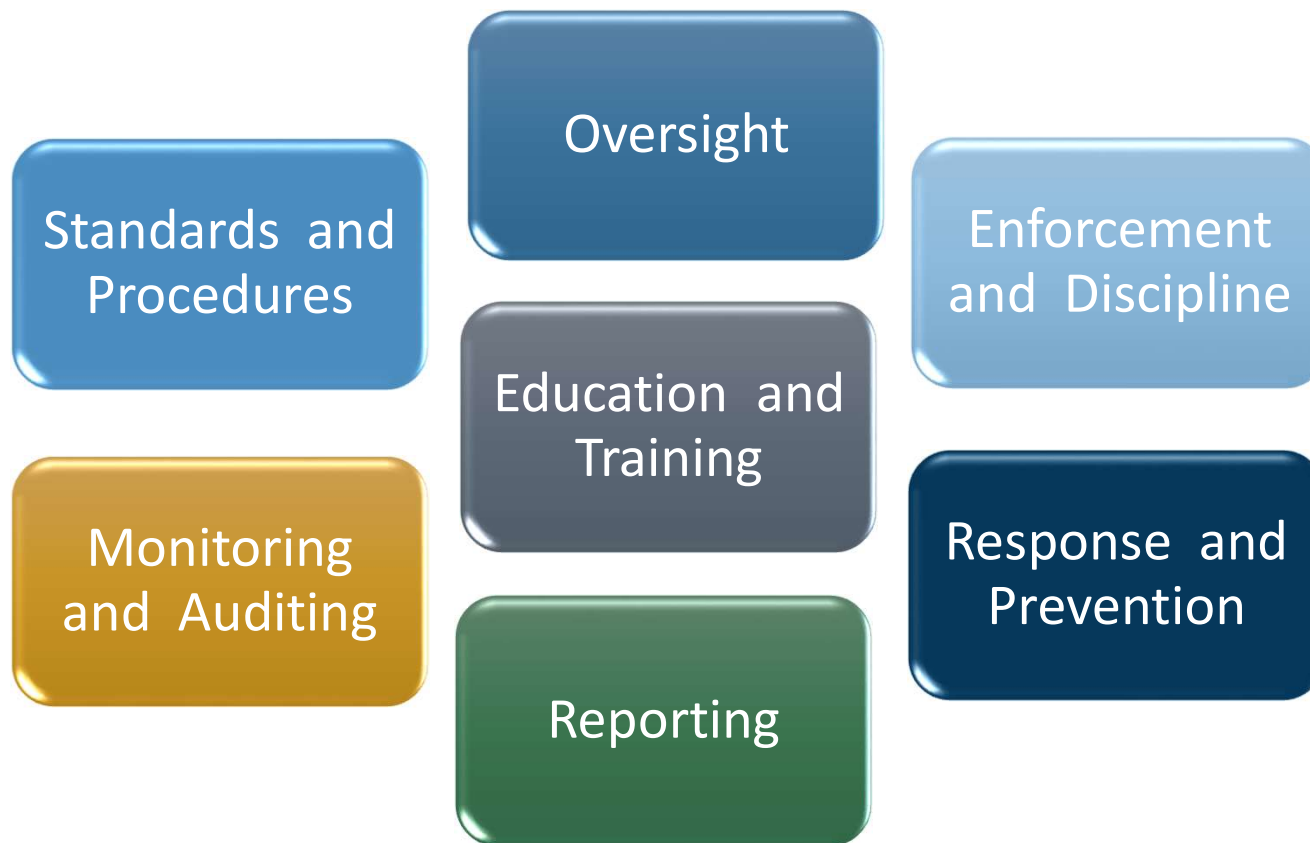 Oversight
Standards and
Procedures
Enforcement
and Discipline
Education and
Training
Monitoring
and Auditing
Response and
Prevention
Reporting